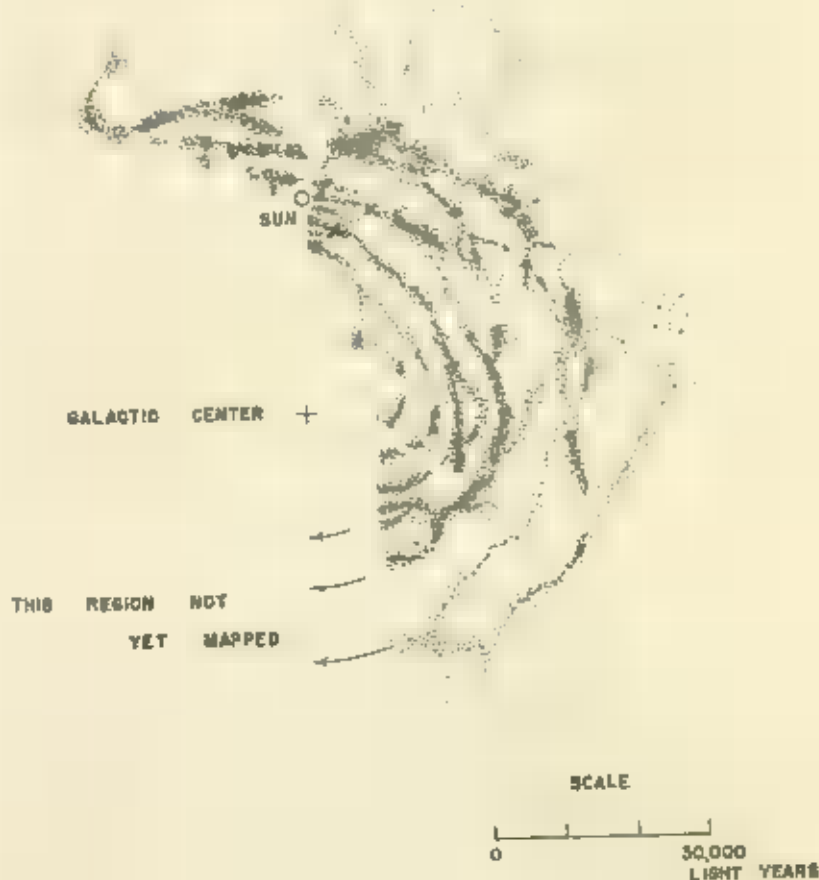 SUN
GALACTIC CENTER
THIS REGION NOT
YET MAPPED
SCALE
0 30,000
LIGHT YEARS